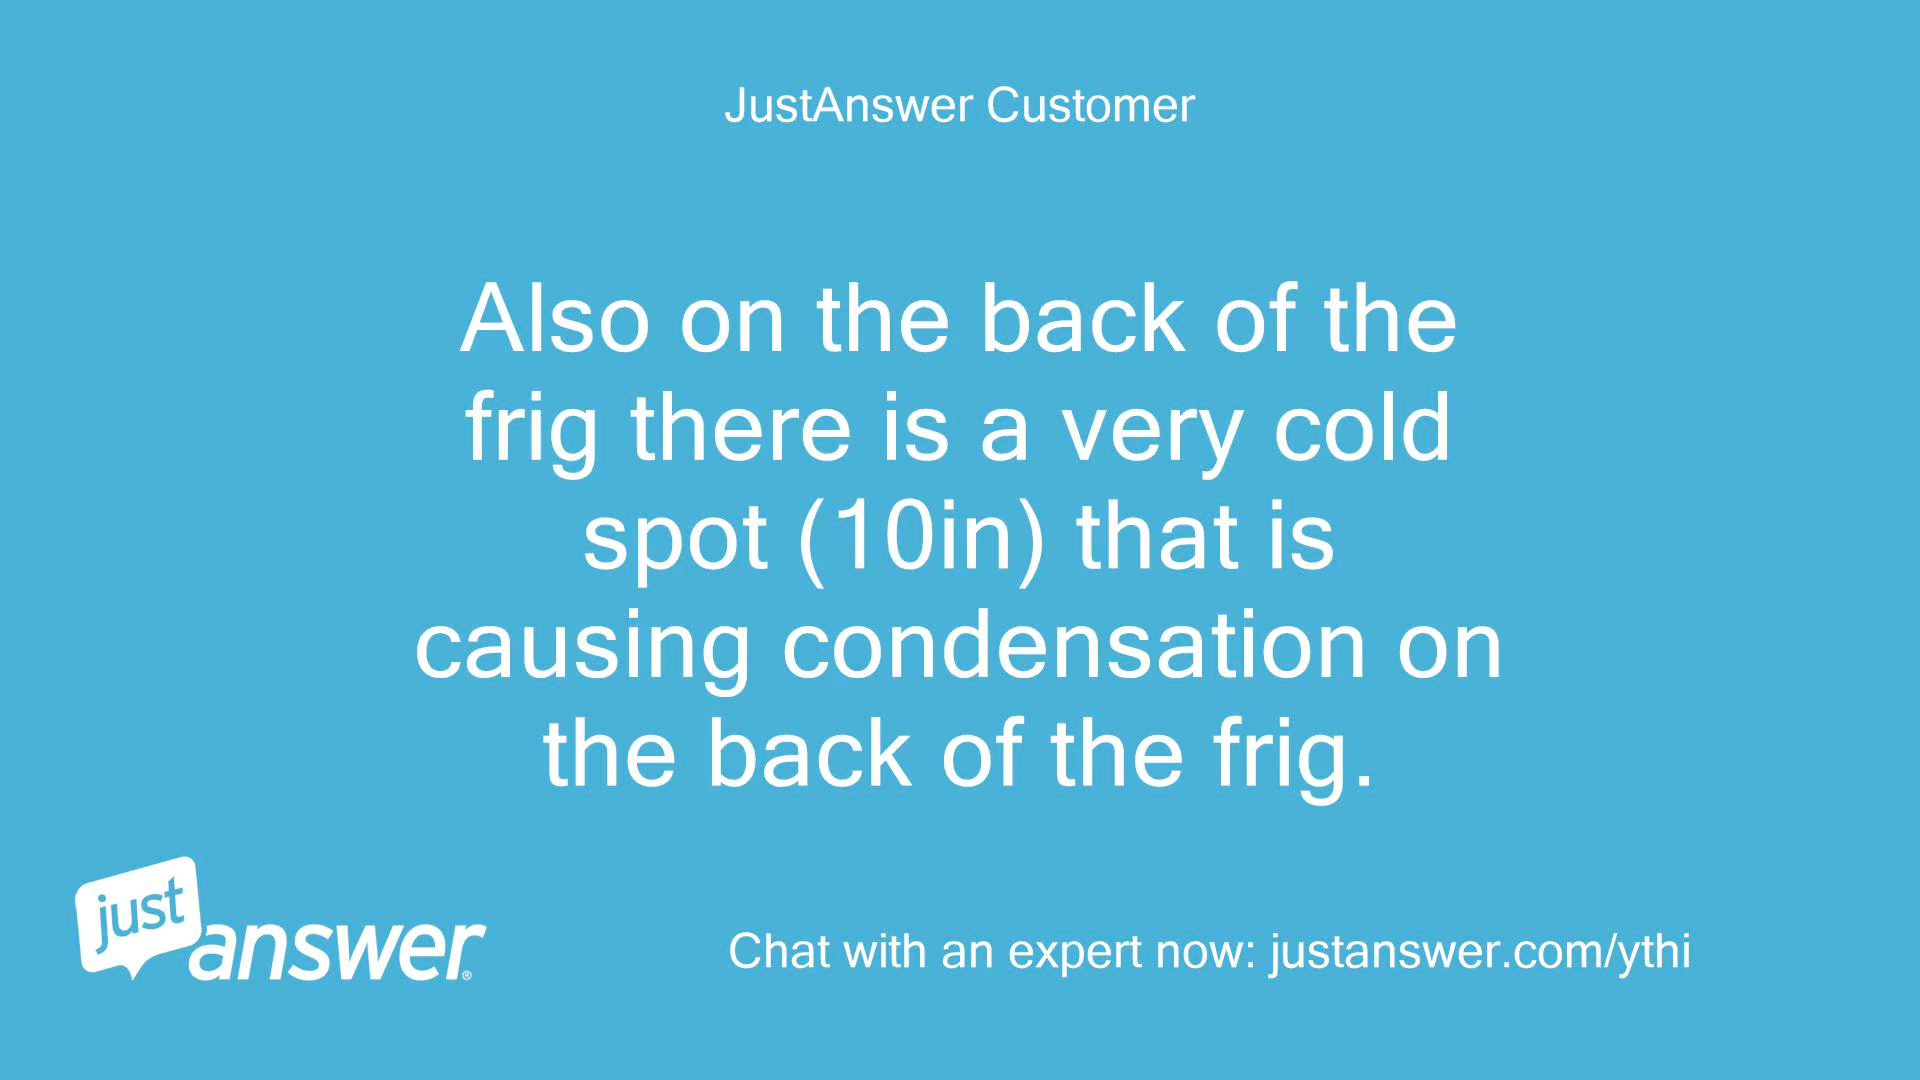 JustAnswer Customer
Also on the back of the
frig there is a very cold
spot (10in) that is
causing condensation on
the back of the frig.
just
answer®
Chat with an expert now: justanswer.com/ythi